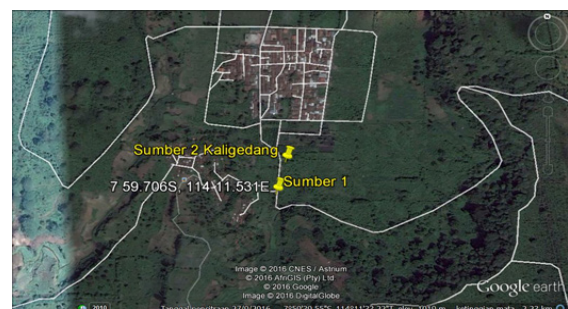 Sumber 2 Kaligedang
7 59.706S, 114-11.531E
Sumber 1
Image © 2016 CNES / Astrium
© 2016 AfriGIS (Pty) Ltd
© 2016 Google
Image © 2016 DigitalGlobe
Google earth
2010